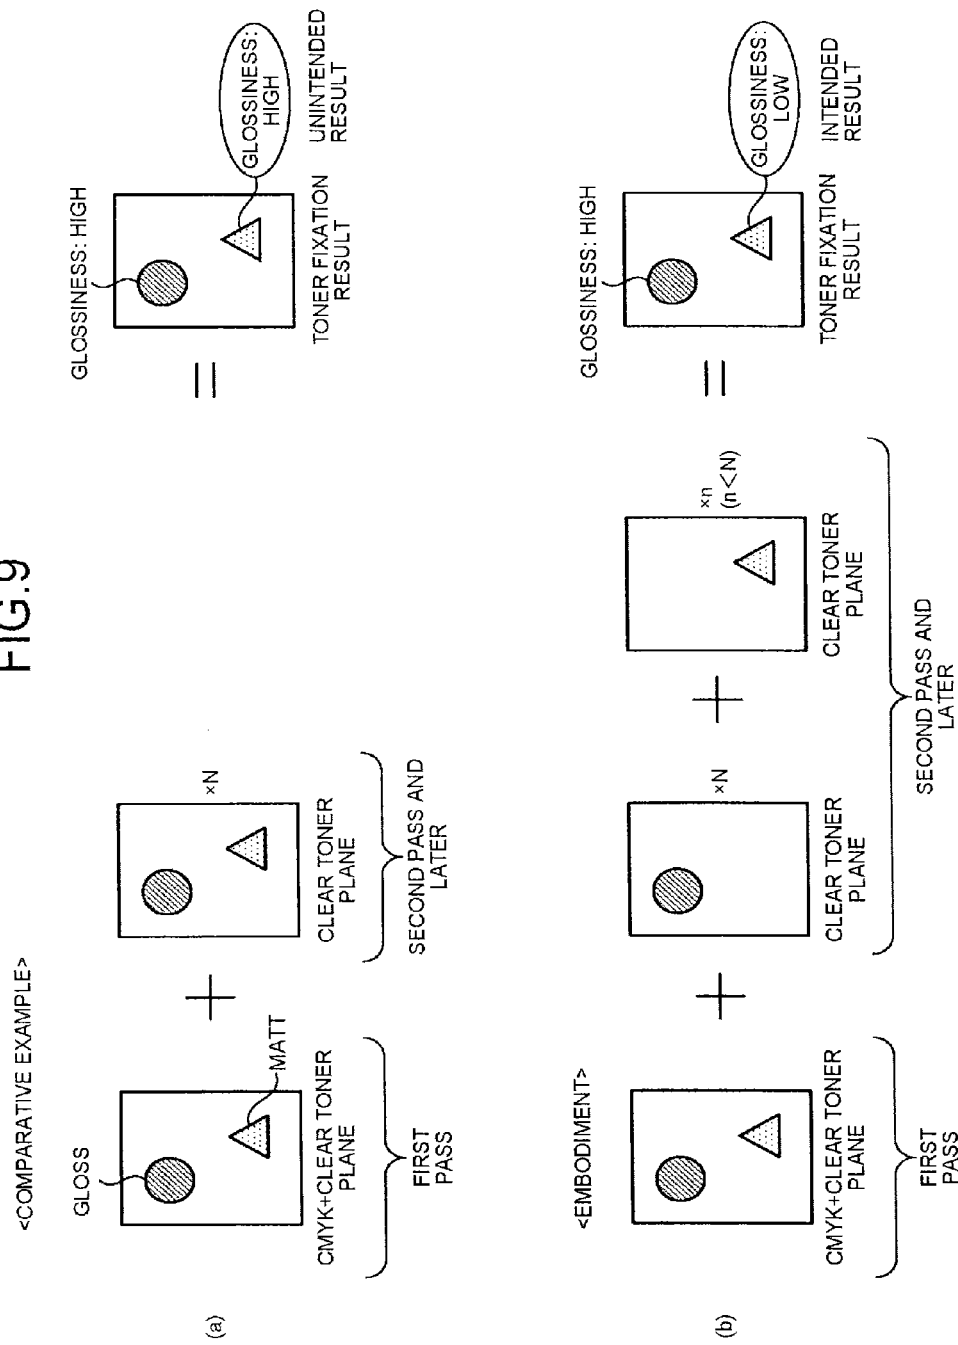 FIG.9
<COMPARATIVE EXAMPLE>
(a)
GLOSS
MATT
CMYK+CLEAR TONER
PLANE
FIRST
PASS
+
×N
CLEAR TONER
PLANE
SECOND PASS AND
LATER
=
GLOSSINESS: HIGH
TONER FIXATION
RESULT
GLOSSINESS:
HIGH
UNINTENDED
RESULT
<EMBODIMENT>
(b)
CMYK+CLEAR TONER
PLANE
FIRST
PASS
+
×N
CLEAR TONER
PLANE
+
×n
(n<N)
CLEAR TONER
PLANE
SECOND PASS AND
LATER
=
GLOSSINESS: HIGH
TONER FIXATION
RESULT
GLOSSINESS:
LOW
INTENDED
RESULT